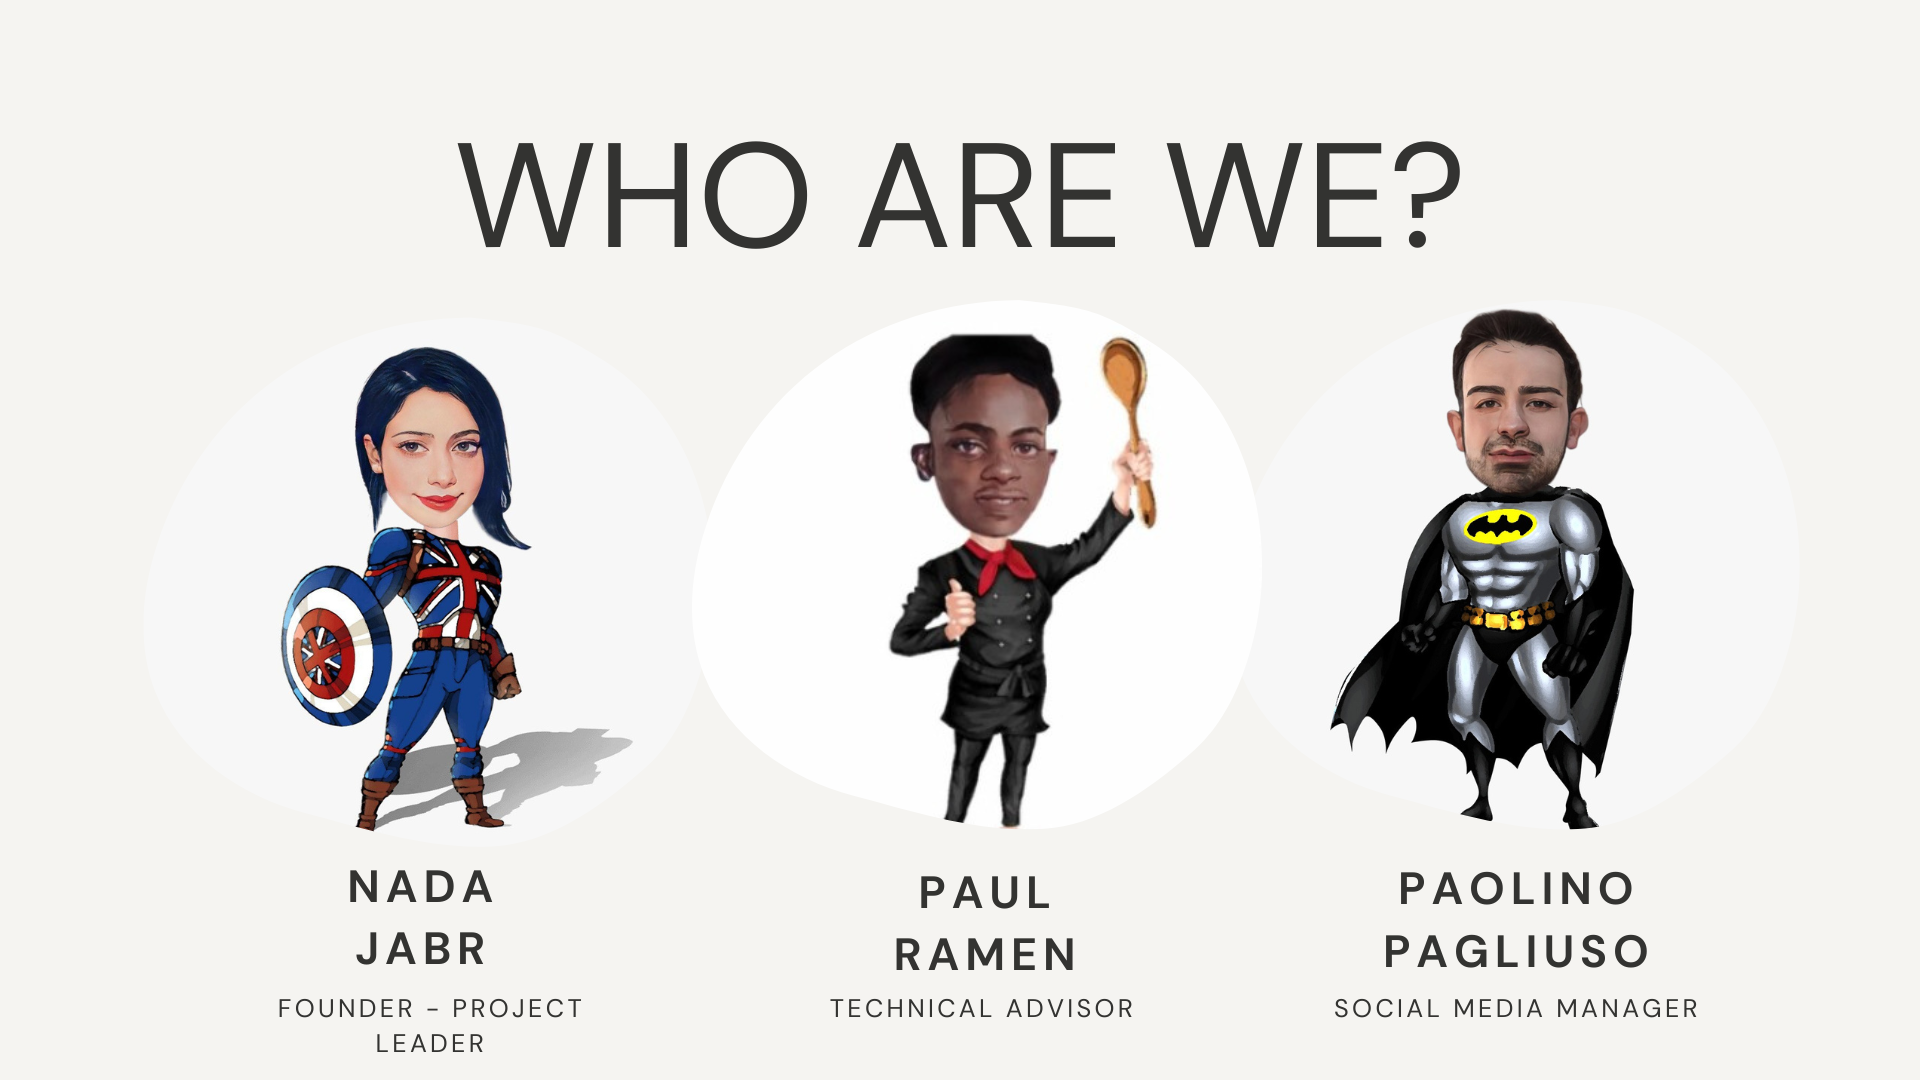 WHO ARE WE?
NADA
JABR
FOUNDER - PROJECT
LEADER
PAUL
RAMEN
TECHNICAL ADVISOR
PAOLINO
PAGLIUSO
SOCIAL MEDIA MANAGER